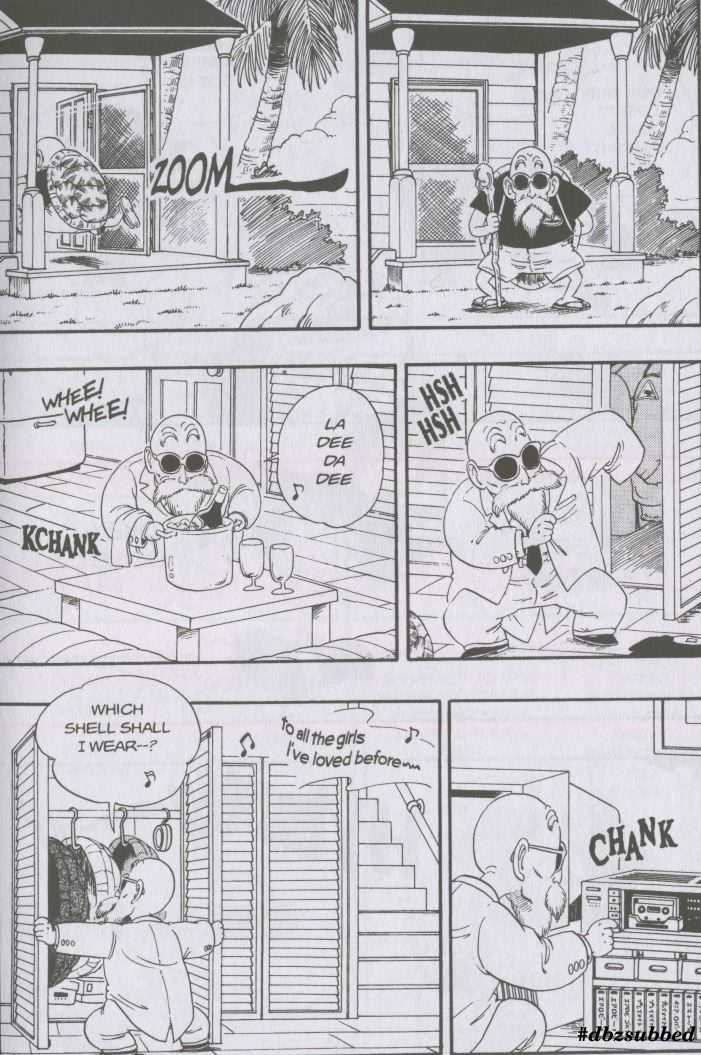 ZOOM
HSH
HSH
LA
DEE
DA
DEE
WHEE!
WHEE!
KCHANK
CHANK
to all the girls
I've loved before
WHICH
SHELL SHALL
I WEAR--?
#dbzsubbed